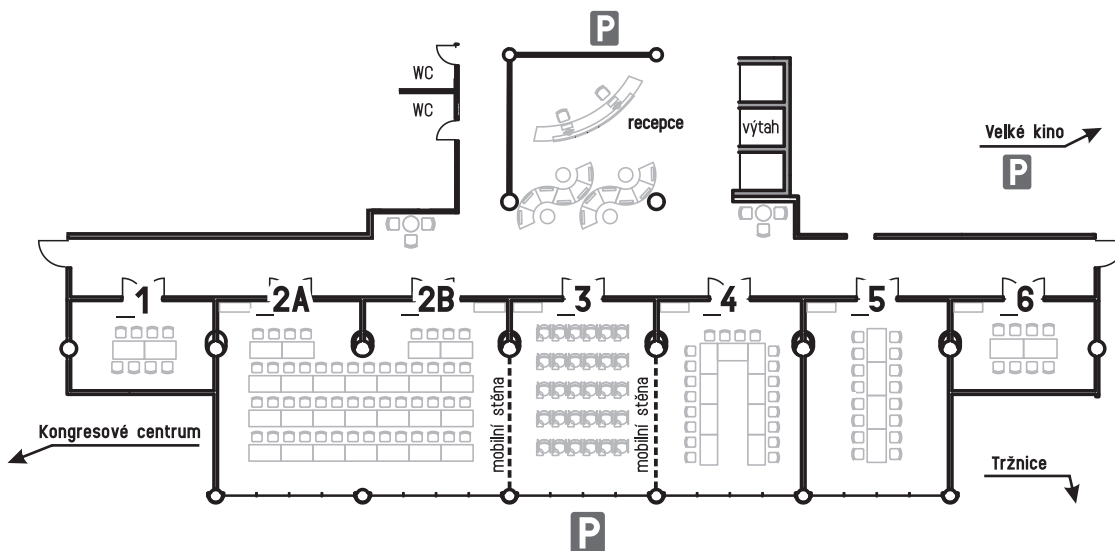 P
WC
WC
recepce
výtah
Velké kino
P
1
2A
2B
3
4
5
6
mobilní stěna
mobilní stěna
Kongresové centrum
Tržnice
P